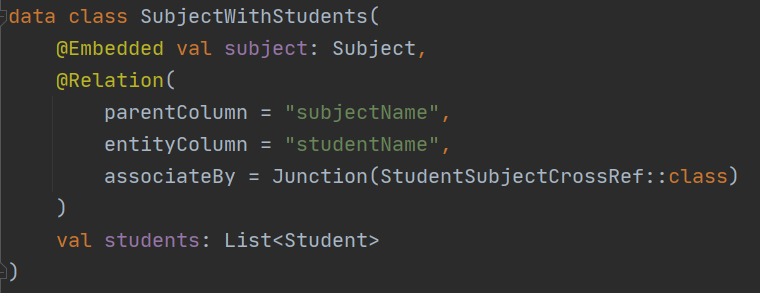 data class SubjectWithStudents(
    @Embedded val subject: Subject,
    @Relation(
        parentColumn = "subjectName",
        entityColumn = "studentName",
        associateBy = Junction(StudentSubjectCrossRef::class)
    )
    val students: List<Student>
)